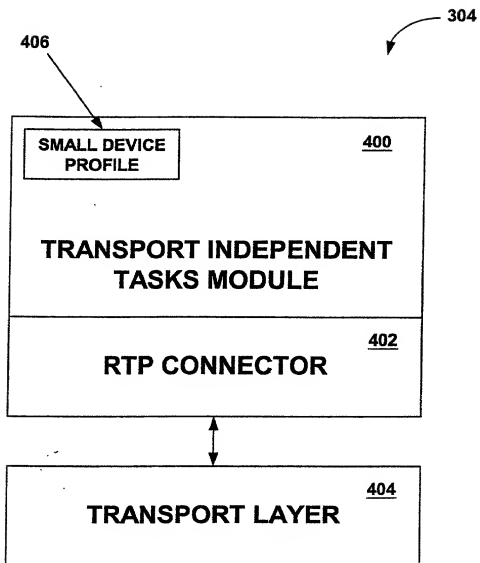 304
406
SMALL DEVICE
PROFILE
400
TRANSPORT INDEPENDENT
TASKS MODULE
402
RTP CONNECTOR
404
TRANSPORT LAYER